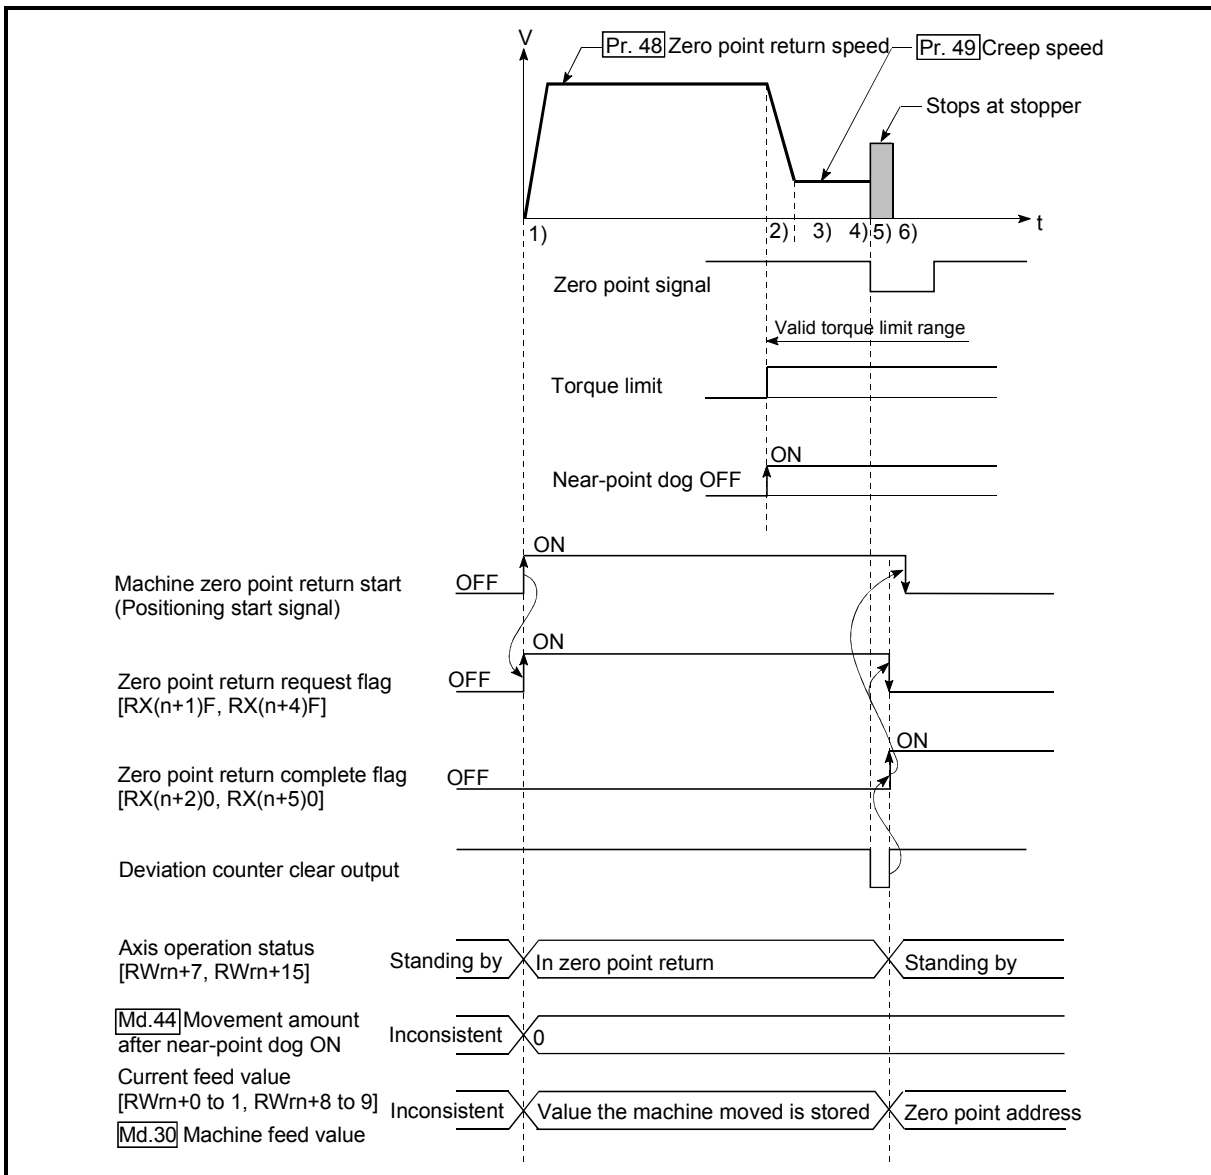 V
Pr. 48 Zero point return speed
Pr. 49 Creep speed
Stops at stopper
t
1)
2)
3)
4)
5)
6)
Zero point signal
Valid torque limit range
Torque limit
ON
Near-point dog OFF
ON
Machine zero point return start
(Positioning start signal)
OFF
ON
Zero point return request flag
[RX(n+1)F, RX(n+4)F]
OFF
ON
Zero point return complete flag
[RX(n+2)0, RX(n+5)0]
OFF
Deviation counter clear output
Axis operation status
[RWrn+7, RWrn+15]
Standing by
In zero point return
Standing by
Md.44 Movement amount
after near-point dog ON
Inconsistent
0
Current feed value
[RWrn+0 to 1, RWrn+8 to 9]
Md.30 Machine feed value
Inconsistent
Value the machine moved is stored
Zero point address